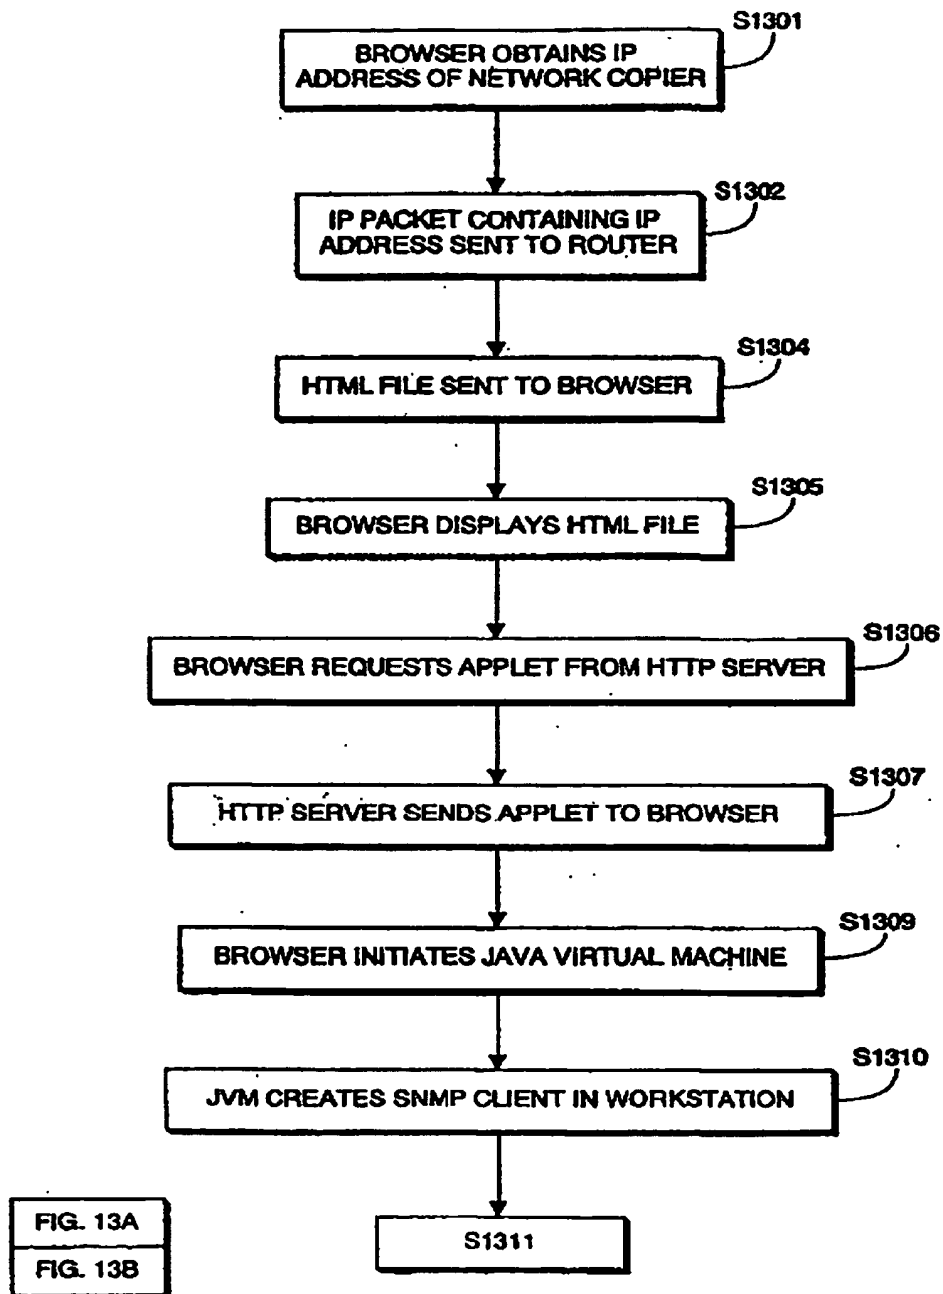 S1301
BROWSER OBTAINS IP
ADDRESS OF NETWORK COPIER
S1302
IP PACKET CONTAINING IP
ADDRESS SENT TO ROUTER
S1304
HTML FILE SENT TO BROWSER
S1305
BROWSER DISPLAYS HTML FILE
S1306
BROWSER REQUESTS APPLET FROM HTTP SERVER
S1307
HTTP SERVER SENDS APPLET TO BROWSER
S1309
BROWSER INITIATES JAVA VIRTUAL MACHINE
S1310
JVM CREATES SNMP CLIENT IN WORKSTATION
S1311
FIG. 13A
FIG. 13B